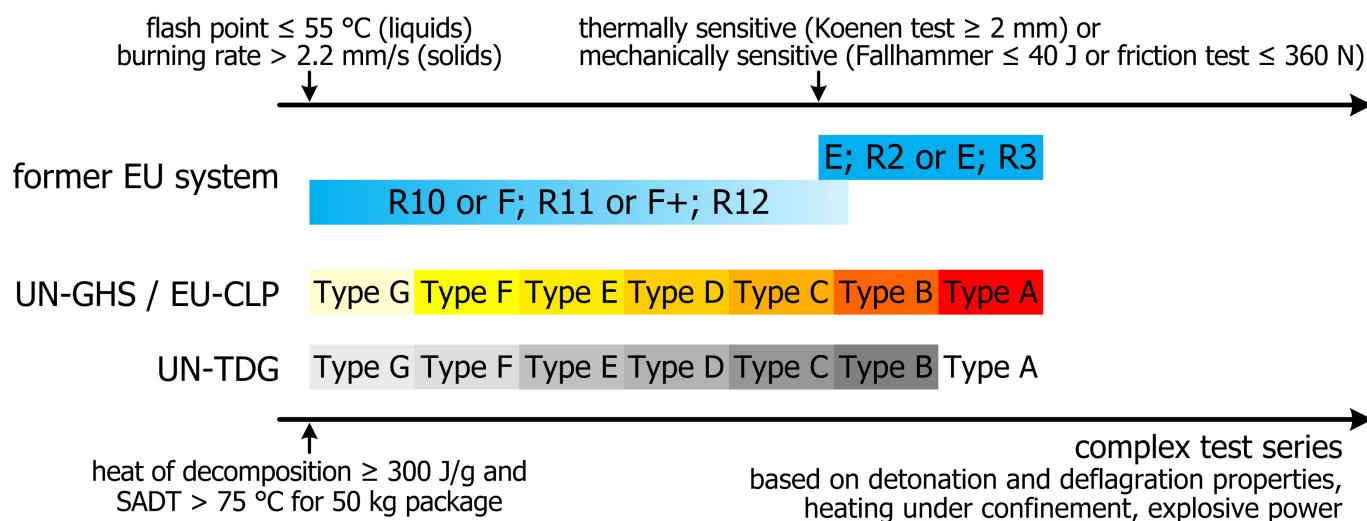 flash point ≤ 55 °C (liquids)
burning rate > 2.2 mm/s (solids)
thermally sensitive (Koenen test ≥ 2 mm) or
mechanically sensitive (Fallhammer ≤ 40 J or friction test ≤ 360 N)
former EU system
E; R2 or E; R3
R10 or F; R11 or F+; R12
UN-GHS / EU-CLP
Type G Type F Type E Type D Type C Type B Type A
UN-TDG
Type G Type F Type E Type D Type C Type B Type A
heat of decomposition ≥ 300 J/g and
SADT > 75 °C for 50 kg package
complex test series
based on detonation and deflagration properties,
heating under confinement, explosive power